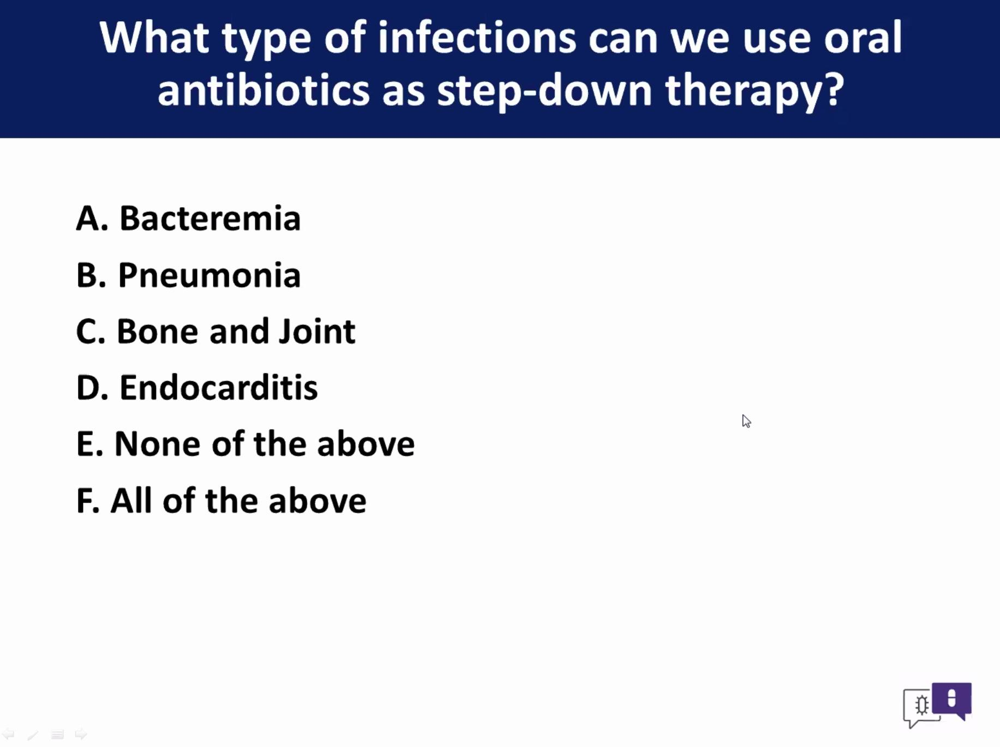 What type of infections can we use oral
antibiotics as step-down therapy?
A. Bacteremia
B. Pneumonia
C. Bone and Joint
D. Endocarditis
E. None of the above
F. All of the above